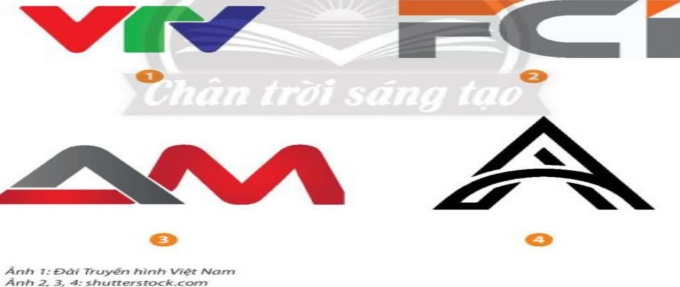 VTV
FCI
1
2
Chân trời sáng tạo
AM
A
3
4
Ảnh 1: Đài Truyền hình Việt Nam
Ảnh 2, 3, 4: shutterstock.com